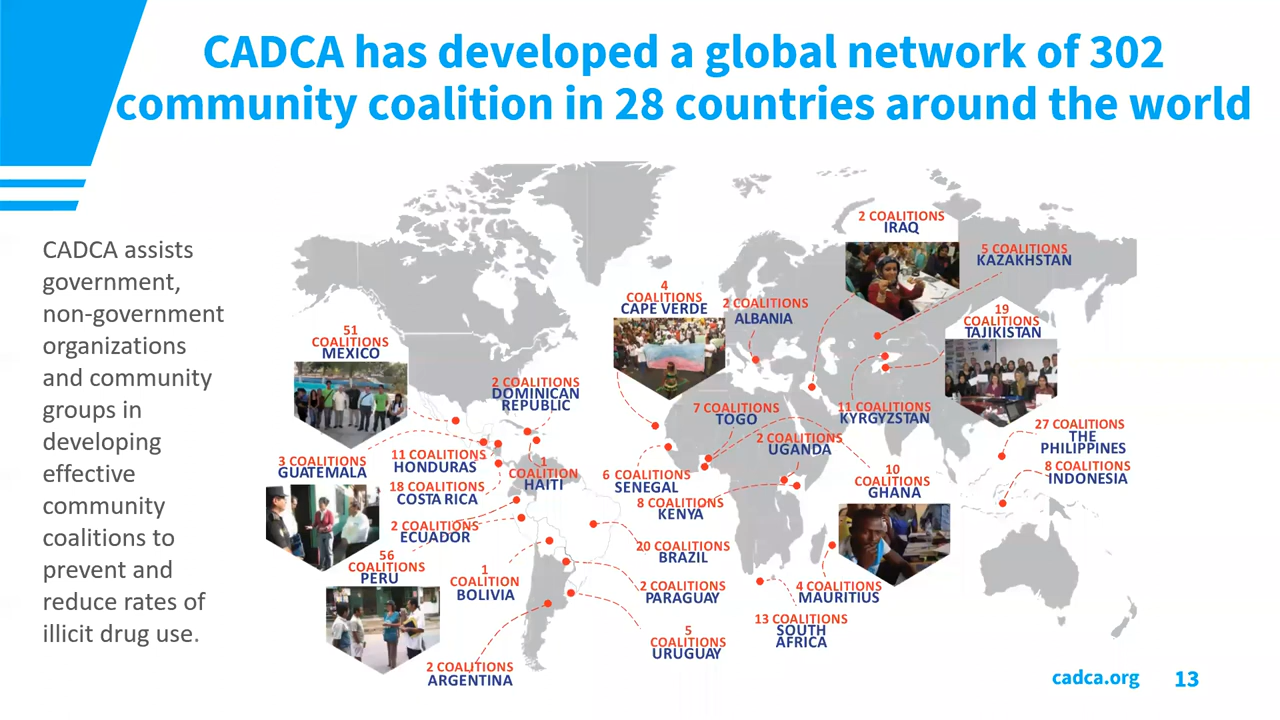 CADCA has developed a global network of 302
community coalition in 28 countries around the world
CADCA assists
government,
non-government
organizations
and community
groups in
developing
effective
community
coalitions to
prevent and
reduce rates of
illicit drug use.
2 COALITIONS
IRAQ
5 COALITIONS
KAZAKHSTAN
4
COALITIONS
CAPE VERDE
2 COALITIONS
ALBANIA
19
COALITIONS
TAJIKISTAN
51
COALITIONS
MEXICO
2 COALITIONS
DOMINICAN
REPUBLIC
7 COALITIONS
TOGO
11 COALITIONS
KYRGYZSTAN
27 COALITIONS
THE
PHILIPPINES
2 COALITIONS
UGANDA
3 COALITIONS
GUATEMALA
11 COALITIONS
HONDURAS
1
COALITION
HAITI
6 COALITIONS
SENEGAL
10
COALITIONS
GHANA
8 COALITIONS
INDONESIA
18 COALITIONS
COSTA RICA
8 COALITIONS
KENYA
2 COALITIONS
ECUADOR
20 COALITIONS
BRAZIL
56
COALITIONS
PERU
1
COALITION
BOLIVIA
2 COALITIONS
PARAGUAY
4 COALITIONS
MAURITIUS
13 COALITIONS
SOUTH
AFRICA
5
COALITIONS
URUGUAY
2 COALITIONS
ARGENTINA
cadca.org
13